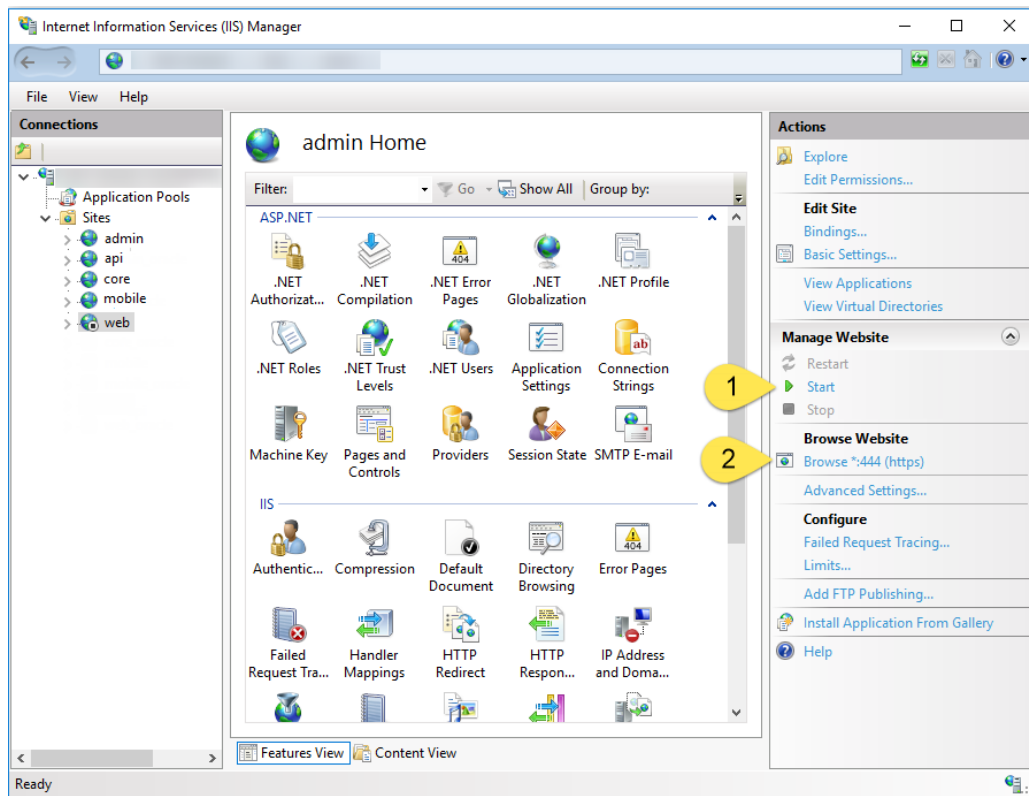 Internet Information Services (IIS) Manager
File View Help
Connections
Application Pools
Sites
admin
api
core
mobile
web
admin Home
Filter: Go Show All Group by:
ASP.NET
.NET Authorizat...
.NET Compilation
.NET Error Pages
.NET Globalization
.NET Profile
.NET Roles
.NET Trust Levels
.NET Users
Application Settings
Connection Strings
Machine Key
Pages and Controls
Providers
Session State
SMTP E-mail
IIS
Authentic...
Compression
Default Document
Directory Browsing
Error Pages
Failed Request Tra...
Handler Mappings
HTTP Redirect
HTTP Respon...
IP Address and Doma...
Features View Content View
Actions
Explore
Edit Permissions...
Edit Site
Bindings...
Basic Settings...
View Applications
View Virtual Directories
Manage Website
Restart
1 Start
Stop
Browse Website
2 Browse *:444 (https)
Advanced Settings...
Configure
Failed Request Tracing...
Limits...
Add FTP Publishing...
Install Application From Gallery
Help
Ready